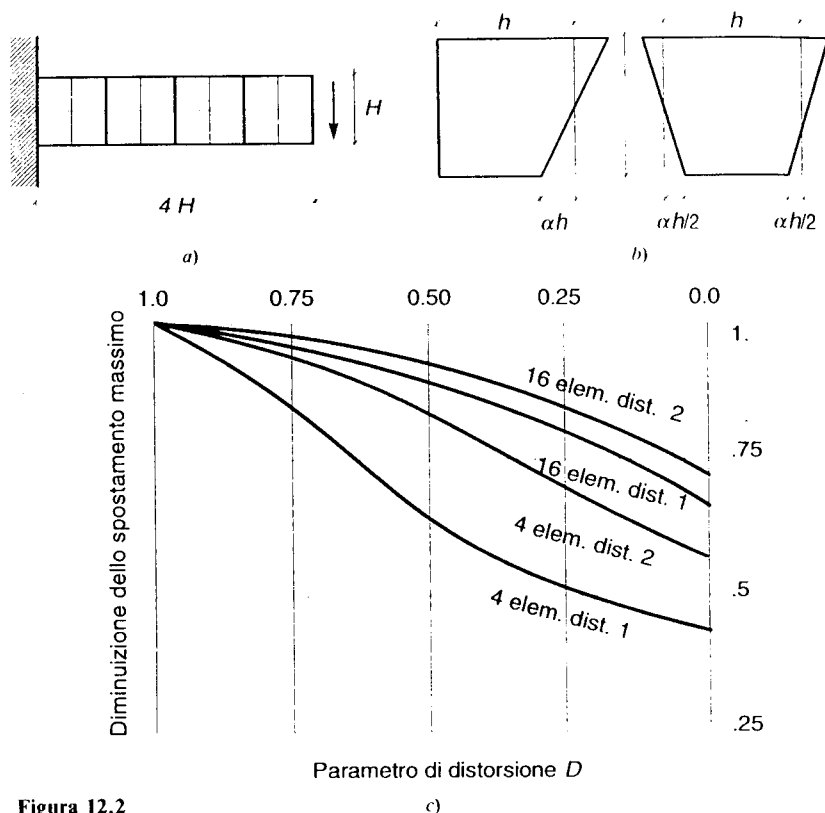 h
h
H
4 H
αh
αh/2
αh/2
a)
b)
1.0
0.75
0.50
0.25
0.0
Diminuizione dello spostamento massimo
1.
.75
.5
.25
16 elem. dist. 2
16 elem. dist. 1
4 elem. dist. 2
4 elem. dist. 1
Parametro di distorsione D
Figura 12.2
c)